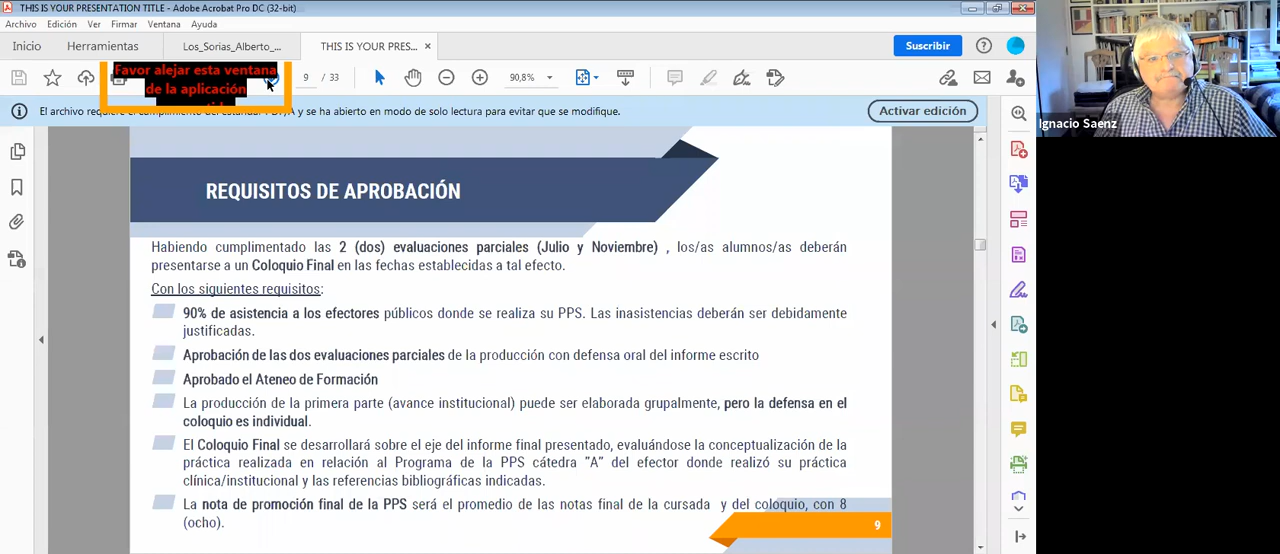 THIS IS YOUR PRESENTATION TITLE - Adobe Acrobat Pro DC (32-bit)
Archivo Edición Ver Firmar Ventana Ayuda
Inicio Herramientas Los_Sorias_Alberto_... THIS IS YOUR PRES... × Suscribir
Favor alejar esta ventana
de la aplicación
9 / 33 90,8%
El archivo requiere el cumplimiento del estándar PDF/A y se ha abierto en modo de solo lectura para evitar que se modifique. Activar edición
Ignacio Saenz
REQUISITOS DE APROBACIÓN
Habiendo cumplimentado las 2 (dos) evaluaciones parciales (Julio y Noviembre) , los/as alumnos/as deberán
presentarse a un Coloquio Final en las fechas establecidas a tal efecto.
Con los siguientes requisitos:
90% de asistencia a los efectores públicos donde se realiza su PPS. Las inasistencias deberán ser debidamente
justificadas.
Aprobación de las dos evaluaciones parciales de la producción con defensa oral del informe escrito
Aprobado el Ateneo de Formación
La producción de la primera parte (avance institucional) puede ser elaborada grupalmente, pero la defensa en el
coloquio es individual.
El Coloquio Final se desarrollará sobre el eje del informe final presentado, evaluándose la conceptualización de la
práctica realizada en relación al Programa de la PPS cátedra "A" del efector donde realizó su práctica
clínica/institucional y las referencias bibliográficas indicadas.
La nota de promoción final de la PPS será el promedio de las notas final de la cursada y del coloquio, con 8
(ocho).
9